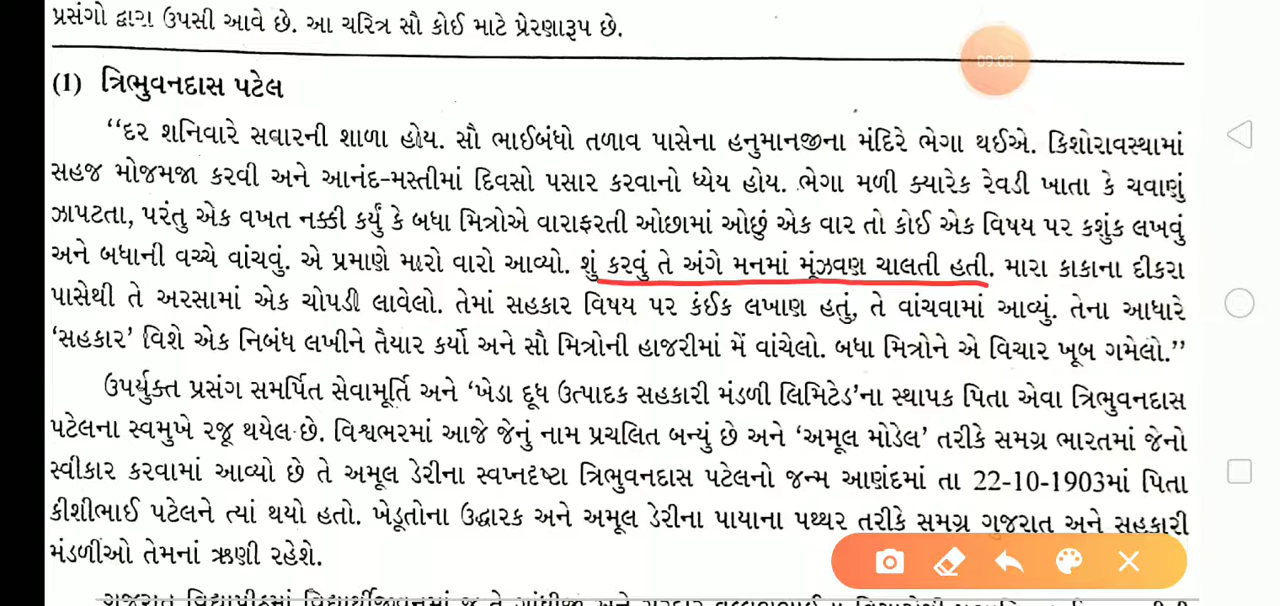 પ્રસંગો દ્વારા ઉપસી આવે છે. આ ચરિત્ર સૌ કોઈ માટે પ્રેરણારૂપ છે.
(1) ત્રિભુવનદાસ પટેલ
“દર શનિવારે સવારની શાળા હોય. સૌ ભાઈબંધો તળાવ પાસેના હનુમાનજીના મંદિરે ભેગા થઈએ. કિશોરાવસ્થામાં
સહજ મોજમજા કરવી અને આનંદ-મસ્તીમાં દિવસો પસાર કરવાનો ધ્યેય હોય. ભેગા મળી ક્યારેક રેવડી ખાતા કે ચવાણું
ઝાપટતા, પરંતુ એક વખત નક્કી કર્યું કે બધા મિત્રોએ વારાફરતી ઓછામાં ઓછું એક વાર તો કોઈ એક વિષય પર કશુંક લખવું
અને બધાની વચ્ચે વાંચવું. એ પ્રમાણે મારો વારો આવ્યો. શું કરવું તે અંગે મનમાં મૂંઝવણ ચાલતી હતી. મારા કાકાના દીકરા
પાસેથી તે અરસામાં એક ચોપડી લાવેલો. તેમાં સહકાર વિષય પર કંઈક લખાણ હતું, તે વાંચવામાં આવ્યું. તેના આધારે
‘સહકાર’ વિશે એક નિબંધ લખીને તૈયાર કર્યો અને સૌ મિત્રોની હાજરીમાં મેં વાંચેલો. બધા મિત્રોને એ વિચાર ખૂબ ગમેલો.”
ઉપર્યુક્ત પ્રસંગ સમર્પિત સેવામૂર્તિ અને ‘ખેડા દૂધ ઉત્પાદક સહકારી મંડળી લિમિટેડ’ના સ્થાપક પિતા એવા ત્રિભુવનદાસ
પટેલના સ્વમુખે રજૂ થયેલ છે. વિશ્વભરમાં આજે જેનું નામ પ્રચલિત બન્યું છે અને ‘અમૂલ મોડેલ’ તરીકે સમગ્ર ભારતમાં જેનો
સ્વીકાર કરવામાં આવ્યો છે તે અમૂલ ડેરીના સ્વપ્નદૃષ્ટા ત્રિભુવનદાસ પટેલનો જન્મ આણંદમાં તા 22-10-1903માં પિતા
કીશીભાઈ પટેલને ત્યાં થયો હતો. ખેડૂતોના ઉદ્ધારક અને અમૂલ ડેરીના પાયાના પથ્થર તરીકે સમગ્ર ગુજરાત અને સહકારી
મંડળીઓ તેમનાં ઋણી રહેશે.